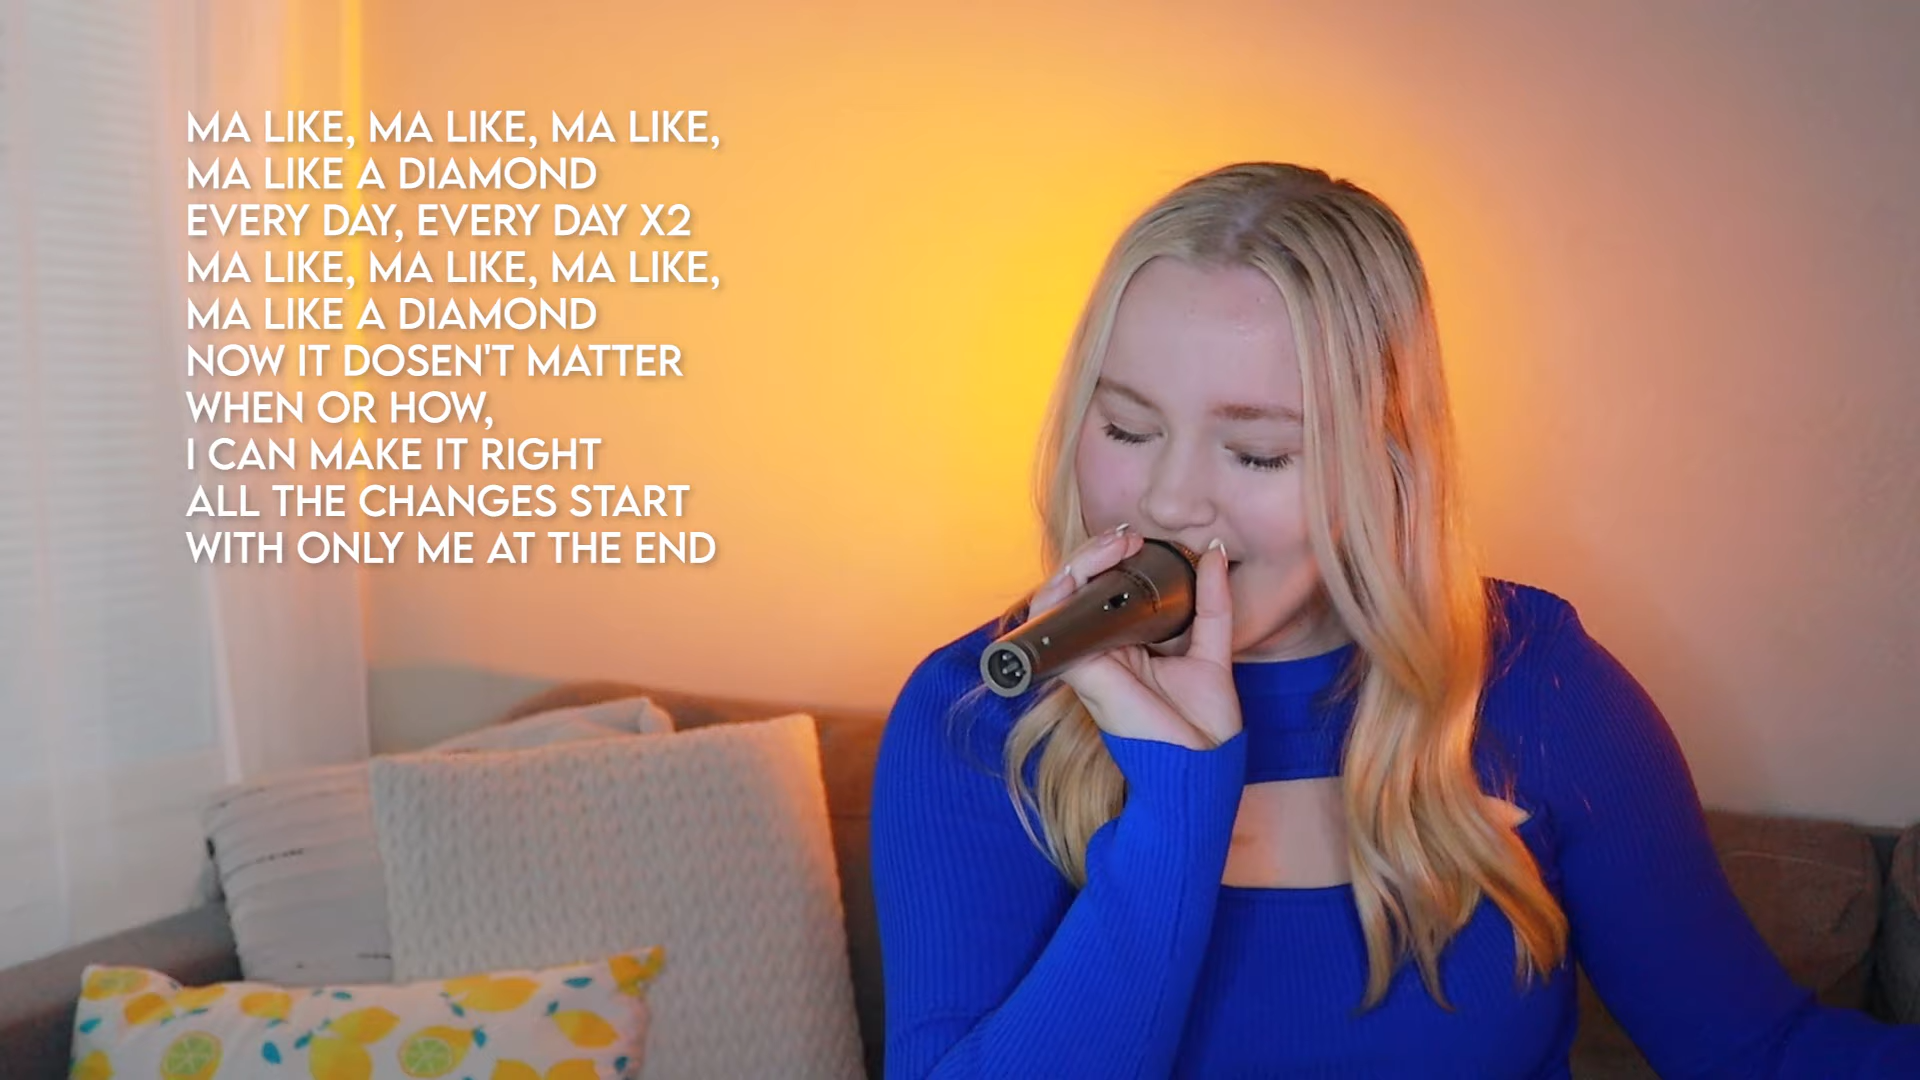 MA LIKE, MA LIKE, MA LIKE,
MA LIKE A DIAMOND
EVERY DAY, EVERY DAY X2
MA LIKE, MA LIKE, MA LIKE,
MA LIKE A DIAMOND
NOW IT DOSEN'T MATTER
WHEN OR HOW,
I CAN MAKE IT RIGHT
ALL THE CHANGES START
WITH ONLY ME AT THE END